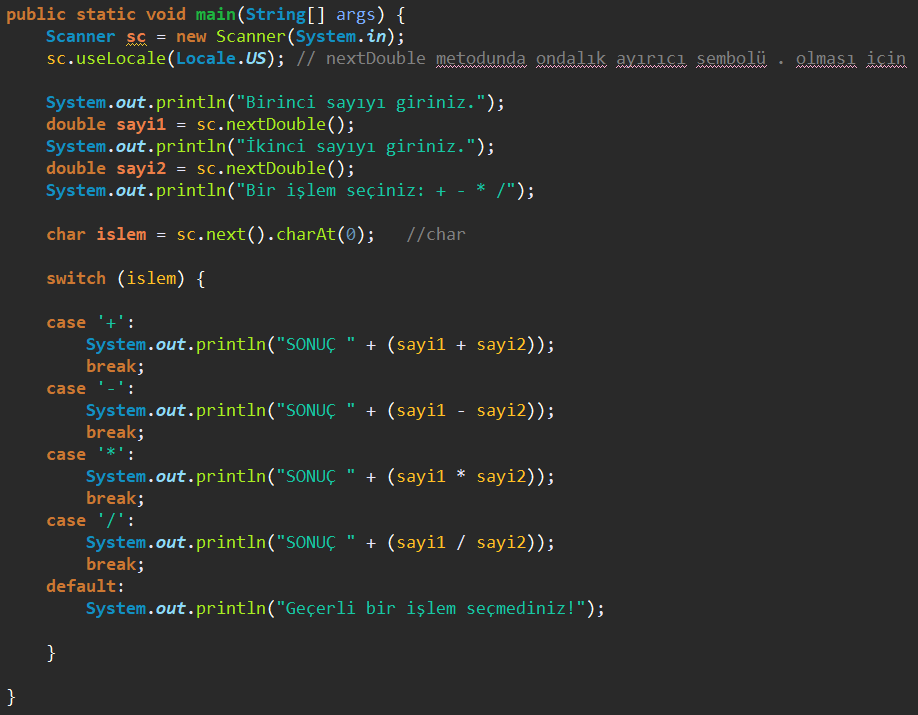 public static void main(String[] args) {
    Scanner sc = new Scanner(System.in);
    sc.useLocale(Locale.US); // nextDouble metodunda ondalık ayırıcı sembolü . olması için
    System.out.println("Birinci sayıyı giriniz.");
    double sayi1 = sc.nextDouble();
    System.out.println("İkinci sayıyı giriniz.");
    double sayi2 = sc.nextDouble();
    System.out.println("Bir işlem seçiniz: + - * /");
    char islem = sc.next().charAt(0);   //char
    switch (islem) {
    case '+':
        System.out.println("SONUÇ " + (sayi1 + sayi2));
        break;
    case '-':
        System.out.println("SONUÇ " + (sayi1 - sayi2));
        break;
    case '*':
        System.out.println("SONUÇ " + (sayi1 * sayi2));
        break;
    case '/':
        System.out.println("SONUÇ " + (sayi1 / sayi2));
        break;
    default:
        System.out.println("Geçerli bir işlem seçmediniz!");
    }
}